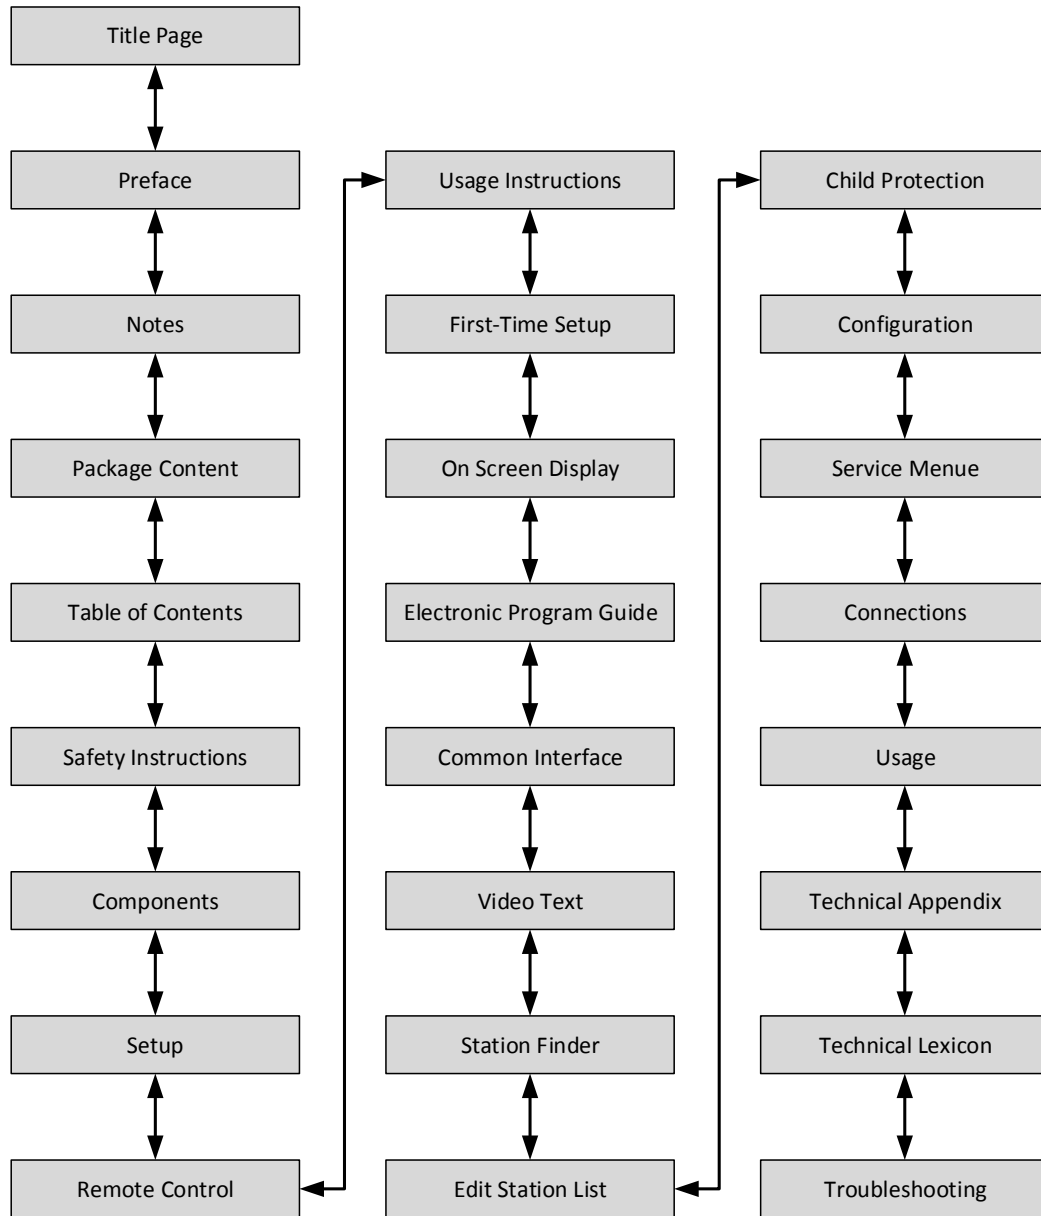 Title Page
Preface
Notes
Package Content
Table of Contents
Safety Instructions
Components
Setup
Remote Control
Usage Instructions
First-Time Setup
On Screen Display
Electronic Program Guide
Common Interface
Video Text
Station Finder
Edit Station List
Child Protection
Configuration
Service Menue
Connections
Usage
Technical Appendix
Technical Lexicon
Troubleshooting